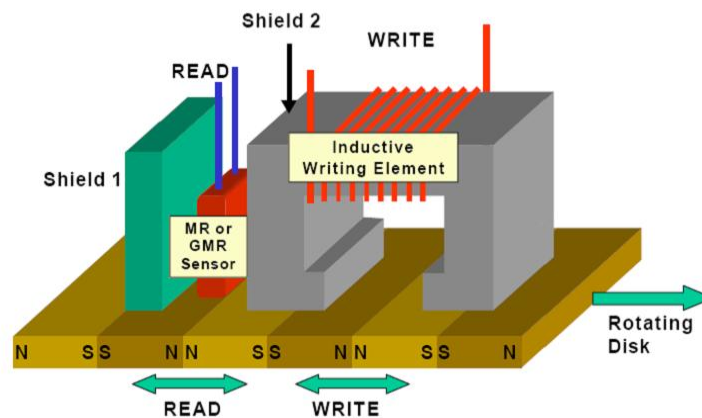 Shield 2
WRITE
READ
Inductive
Writing Element
Shield 1
MR or
GMR
Sensor
N S S N N S S N N S S N
Rotating
Disk
READ
WRITE